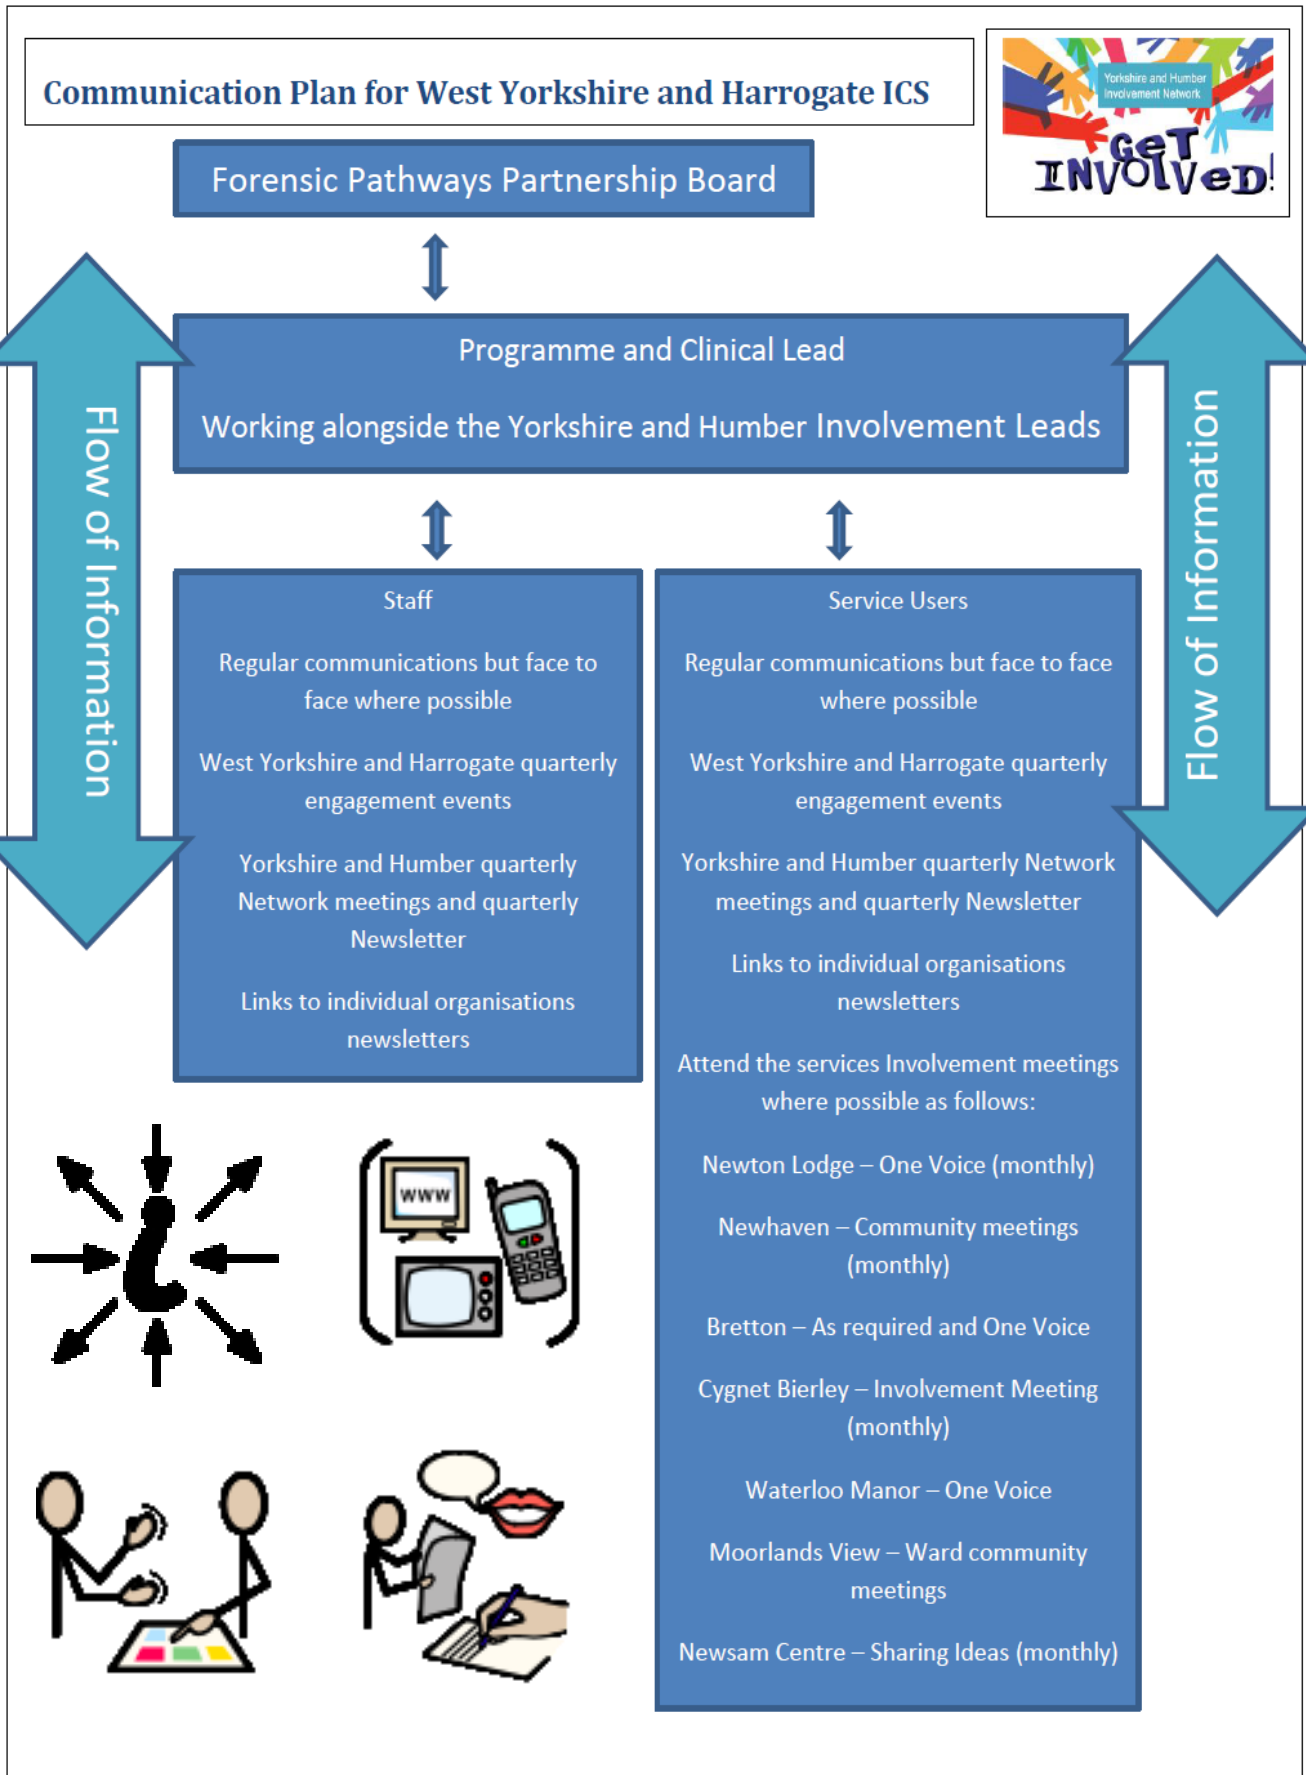 Communication Plan for West Yorkshire and Harrogate ICS
Yorkshire and Humber
Involvement Network
GeT
INVOLVeD!
Forensic Pathways Partnership Board
Programme and Clinical Lead
Working alongside the Yorkshire and Humber Involvement Leads
Flow of Information
Flow of Information
Staff
Regular communications but face to
face where possible
West Yorkshire and Harrogate quarterly
engagement events
Yorkshire and Humber quarterly
Network meetings and quarterly
Newsletter
Links to individual organisations
newsletters
Service Users
Regular communications but face to face
where possible
West Yorkshire and Harrogate quarterly
engagement events
Yorkshire and Humber quarterly Network
meetings and quarterly Newsletter
Links to individual organisations
newsletters
Attend the services Involvement meetings
where possible as follows:
Newton Lodge – One Voice (monthly)
Newhaven – Community meetings
(monthly)
Bretton – As required and One Voice
Cygnet Bierley – Involvement Meeting
(monthly)
Waterloo Manor – One Voice
Moorlands View – Ward community
meetings
Newsam Centre – Sharing Ideas (monthly)
www